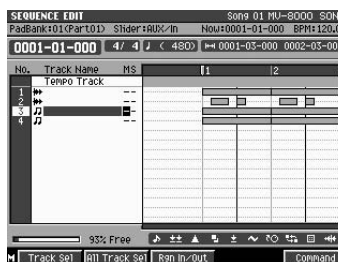 SEQUENCE EDIT Song 01 MV-8000 SON
PadBank:01(Part01) Slider:AUX/In Now:0001-01-000 BPM:120.0
0001-01-000 4/ 4 ♩ ( 480) 0001-03-000 0002-03-00
No. Track Name MS 1 2
Tempo Track
1 --
2 --
3 --
4 --
93% Free
M Track Sel All Track Sel Rgn In/Out Command